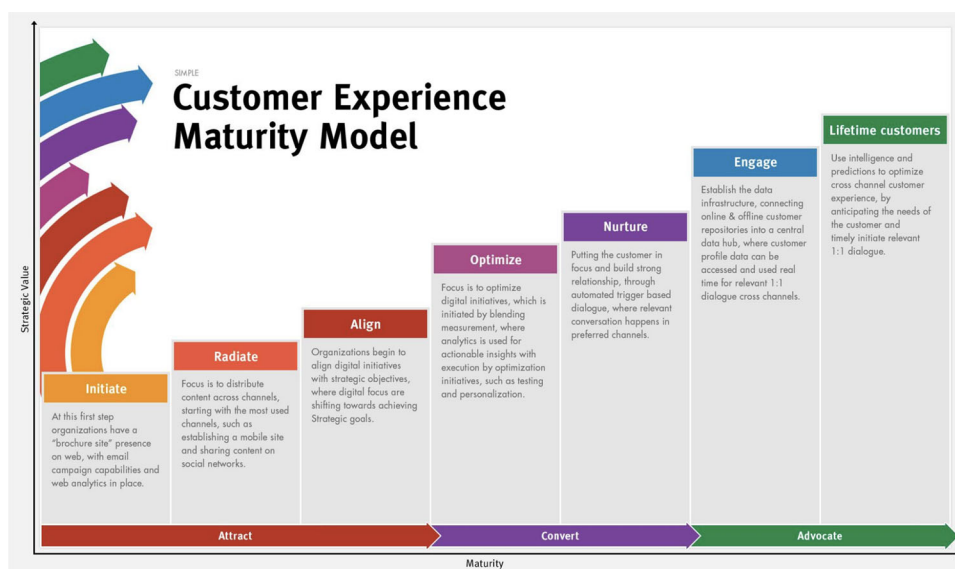 SIMPLE
Customer Experience
Maturity Model
Strategic Value
Initiate
At this first step
organizations have a
"brochure site" presence
on web, with email
campaign capabilities and
web analytics in place.
Radiate
Focus is to distribute
content across channels,
starting with the most used
channels, such as
establishing a mobile site
and sharing content on
social networks.
Align
Organizations begin to
align digital initiatives
with strategic objectives,
where digital focus are
shifting towards achieving
Strategic goals.
Optimize
Focus is to optimize
digital initiatives, which is
initiated by blending
measurement, where
analytics is used for
actionable insights with
execution by optimization
initiatives, such as testing
and personalization.
Nurture
Putting the customer in
focus and build strong
relationship, through
automated trigger based
dialogue, where relevant
conversation happens in
preferred channels.
Engage
Establish the data
infrastructure, connecting
online & offline customer
repositories into a central
data hub, where customer
profile data can be
accessed and used real
time for relevant 1:1
dialogue cross channels.
Lifetime customers
Use intelligence and
predictions to optimize
cross channel customer
experience, by
anticipating the needs of
the customer and
timely initiate relevant
1:1 dialogue.
Attract
Convert
Advocate
Maturity